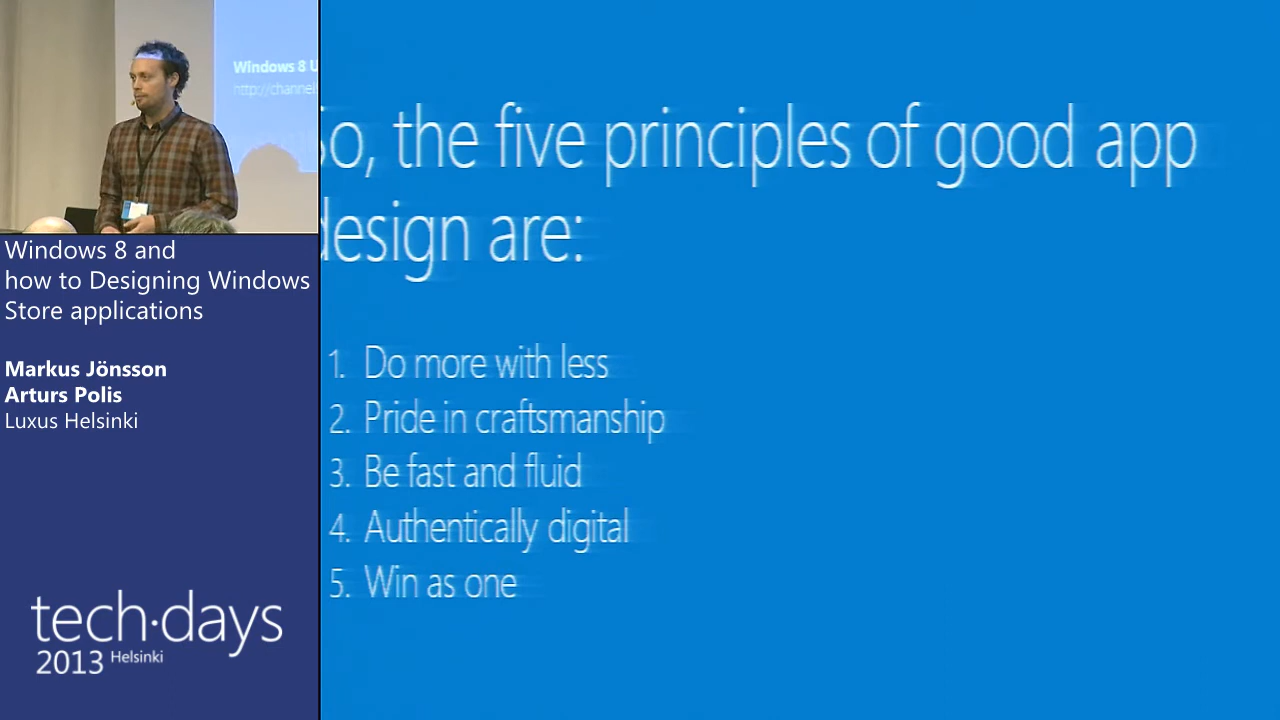 Windows 8 U
http://channel
Windows 8 and
how to Designing Windows
Store applications
Markus Jönsson
Arturs Polis
Luxus Helsinki
tech·days
2013 Helsinki
So, the five principles of good app
design are:
1. Do more with less
2. Pride in craftsmanship
3. Be fast and fluid
4. Authentically digital
5. Win as one